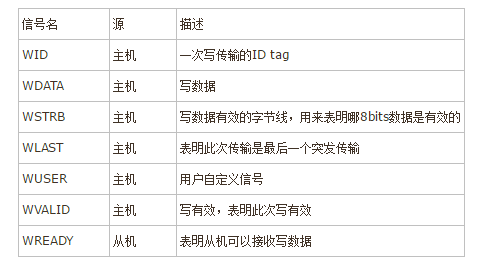 信号名 源 描述
WID 主机 一次写传输的ID tag
WDATA 主机 写数据
WSTRB 主机 写数据有效的字节线，用来表明哪8bits数据是有效的
WLAST 主机 表明此次传输是最后一个突发传输
WUSER 主机 用户自定义信号
WVALID 主机 写有效，表明此次写有效
WREADY 从机 表明从机可以接收写数据